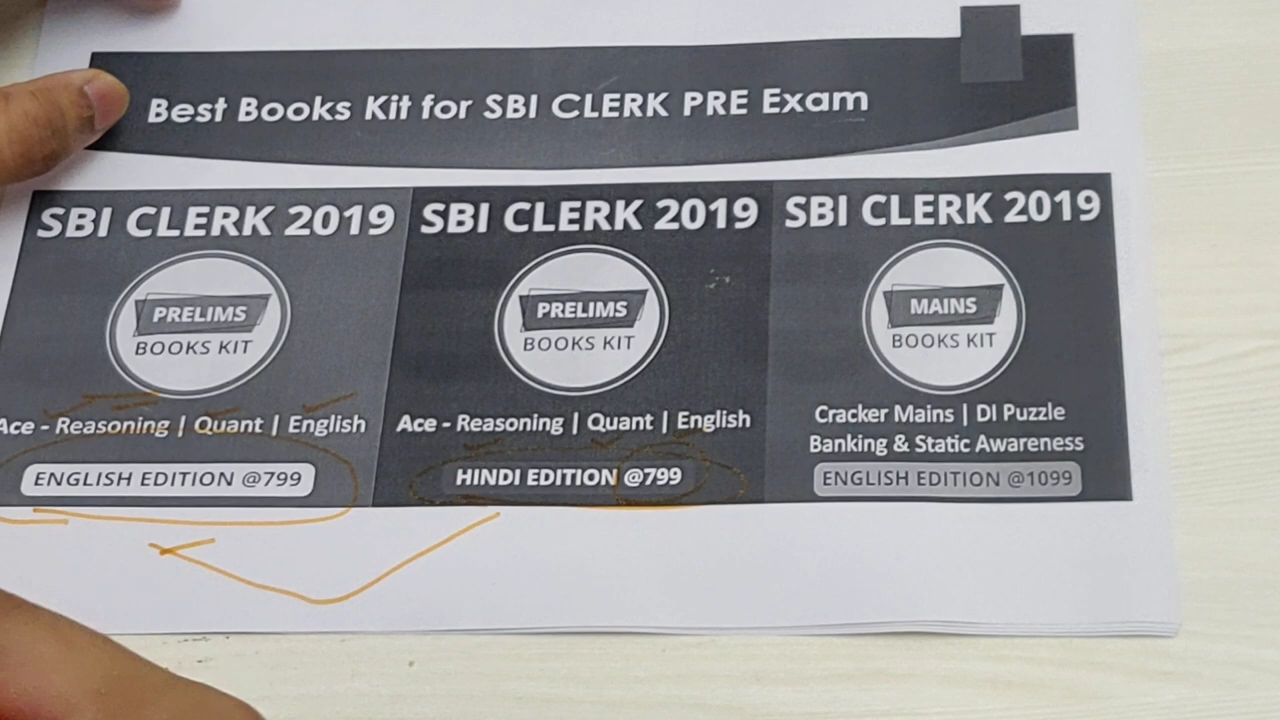 Best Books Kit for SBI CLERK PRE Exam
SBI CLERK 2019
PRELIMS
BOOKS KIT
Ace - Reasoning | Quant | English
ENGLISH EDITION @799
SBI CLERK 2019
PRELIMS
BOOKS KIT
Ace - Reasoning | Quant | English
HINDI EDITION @799
SBI CLERK 2019
MAINS
BOOKS KIT
Cracker Mains | DI Puzzle
Banking & Static Awareness
ENGLISH EDITION @1099